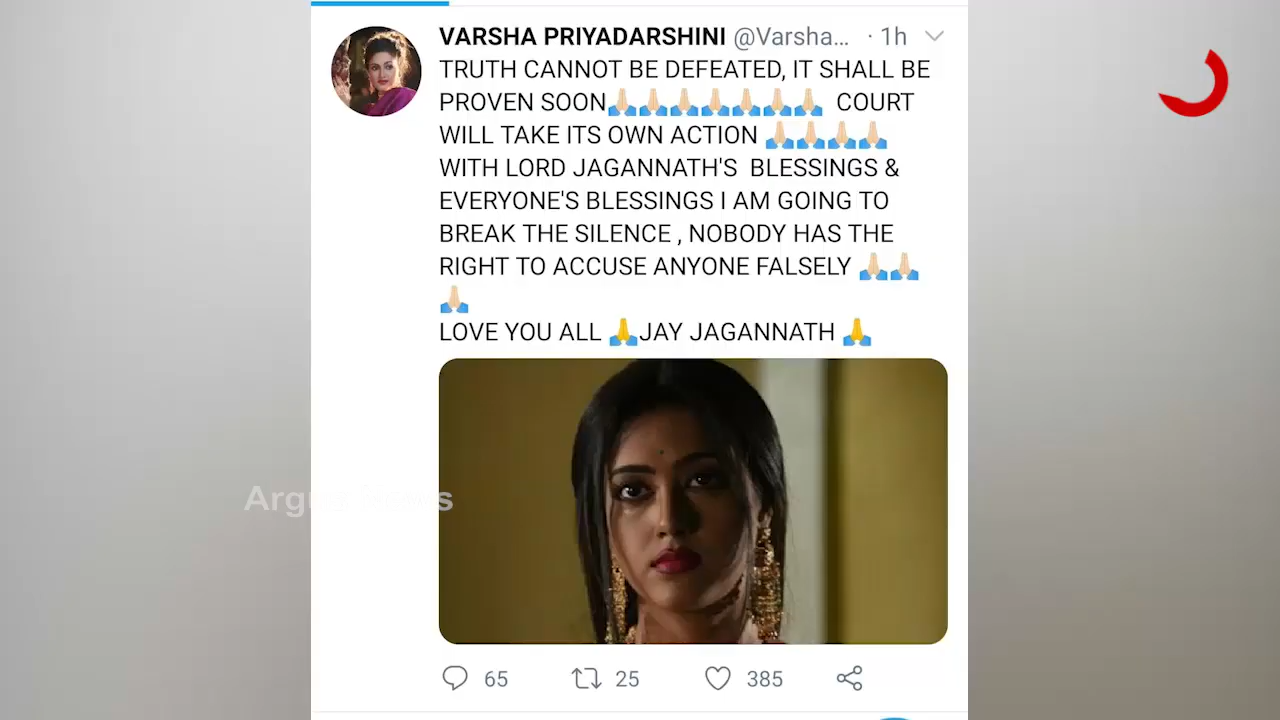 VARSHA PRIYADARSHINI @Varsha... · 1h
TRUTH CANNOT BE DEFEATED, IT SHALL BE
PROVEN SOON🙏🏻🙏🏻🙏🏻🙏🏻🙏🏻🙏🏻🙏🏻 COURT
WILL TAKE ITS OWN ACTION 🙏🏻🙏🏻🙏🏻🙏🏻
WITH LORD JAGANNATH'S BLESSINGS &
EVERYONE'S BLESSINGS I AM GOING TO
BREAK THE SILENCE , NOBODY HAS THE
RIGHT TO ACCUSE ANYONE FALSELY 🙏🏻🙏🏻
🙏🏻
LOVE YOU ALL 🙏JAY JAGANNATH 🙏
65 25 385